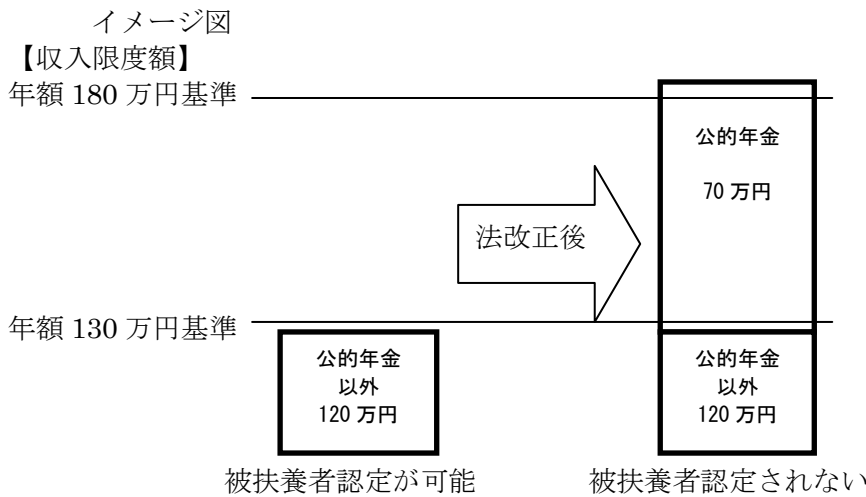 イメージ図
【収入限度額】
年額 180 万円基準
公的年金
70 万円
法改正後
年額 130 万円基準
公的年金
以外
120 万円
公的年金
以外
120 万円
被扶養者認定が可能
被扶養者認定されない